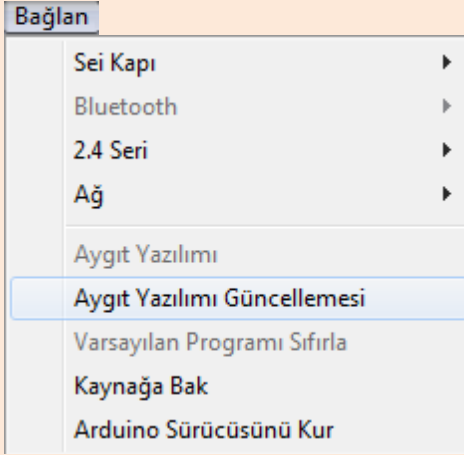 Bağlan
Sei Kapı
Bluetooth
2.4 Seri
Ağ
Aygıt Yazılımı
Aygıt Yazılımı Güncellemesi
Varsayılan Programı Sıfırla
Kaynağa Bak
Arduino Sürücüsünü Kur